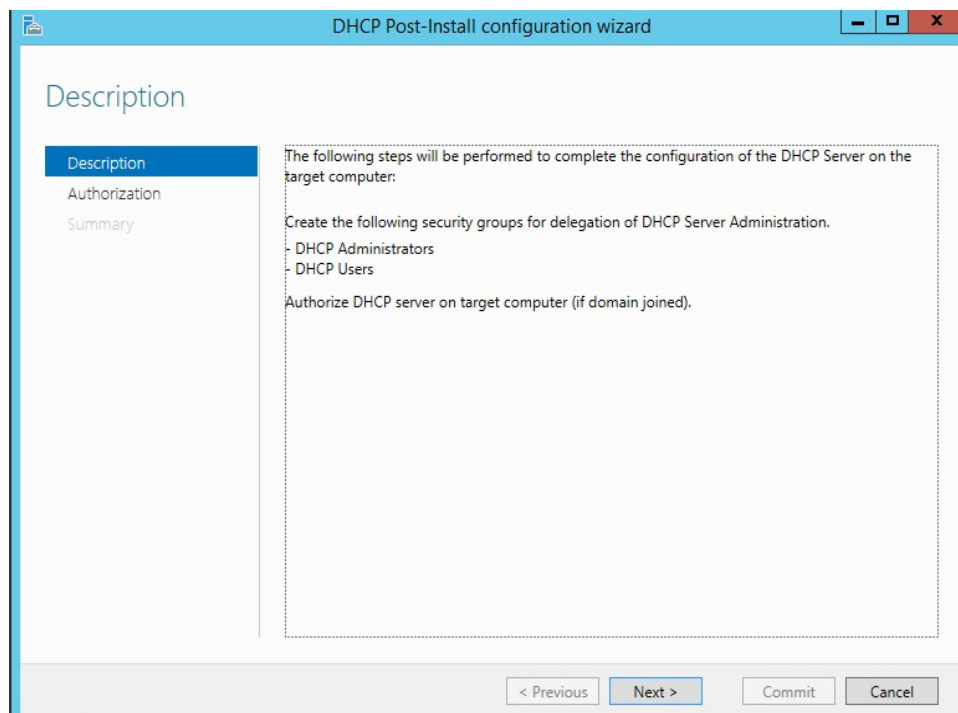 DHCP Post-Install configuration wizard
Description
Description
Authorization
Summary
The following steps will be performed to complete the configuration of the DHCP Server on the
target computer:
Create the following security groups for delegation of DHCP Server Administration.
- DHCP Administrators
- DHCP Users
Authorize DHCP server on target computer (if domain joined).
< Previous
Next >
Commit
Cancel